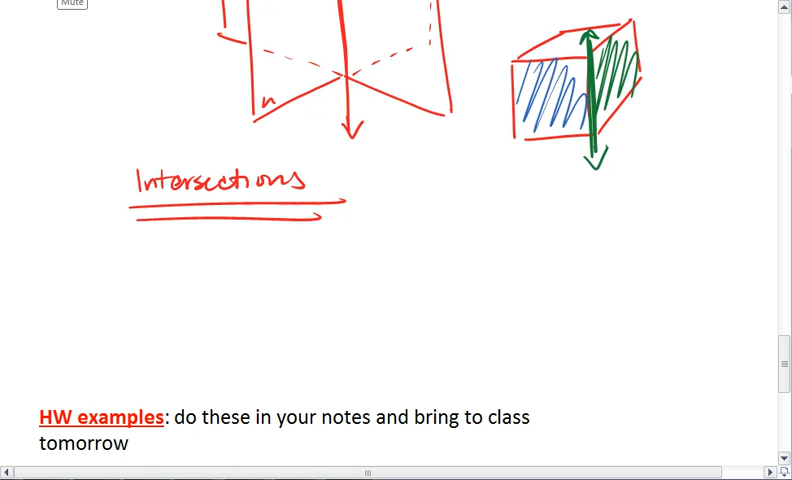 Mute
n
Intersections
HW examples: do these in your notes and bring to class
tomorrow